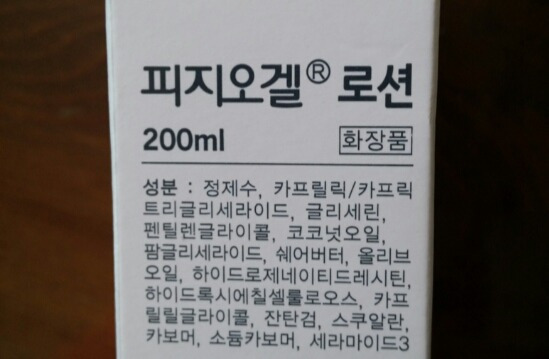 피지오겔® 로션
200ml 화장품
성분 : 정제수, 카프릴릭/카프릭
트리글리세라이드, 글리세린,
펜틸렌글라이콜, 코코넛오일,
팜글리세라이드, 쉐어버터, 올리브
오일, 하이드로제네이티드레시틴,
하이드록시에칠셀룰로오스, 카프
릴릴글라이콜, 잔탄검, 스쿠알란,
카보머, 소듐카보머, 세라마이드3